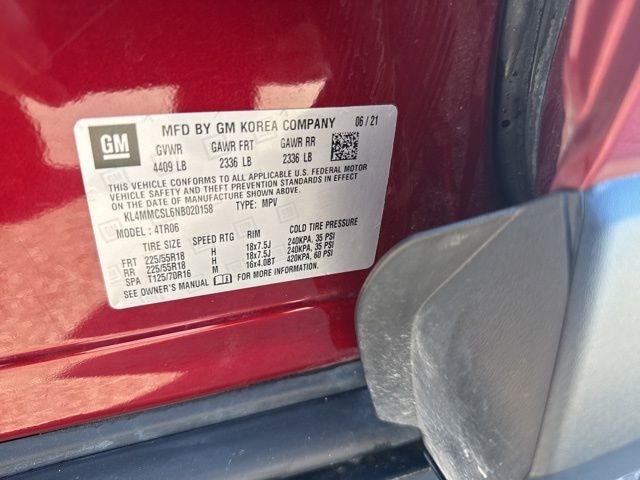 GM
MFD BY GM KOREA COMPANY 06 / 21
GVWR GAWR FRT GAWR RR
4409 LB 2336 LB 2336 LB
THIS VEHICLE CONFORMS TO ALL APPLICABLE U.S. FEDERAL MOTOR
VEHICLE SAFETY AND THEFT PREVENTION STANDARDS IN EFFECT
ON THE DATE OF MANUFACTURE SHOWN ABOVE.
KL4MMCSL6NB020158 TYPE: MPV
MODEL: 4TR06
TIRE SIZE SPEED RTG RIM COLD TIRE PRESSURE
FRT 225/55R18 H 18x7.5J 240KPA, 35 PSI
RR 225/55R18 H 18x7.5J 240KPA, 35 PSI
SPA T125/70R16 M 16x4.0BT 420KPA, 60 PSI
SEE OWNER'S MANUAL FOR MORE INFORMATION.